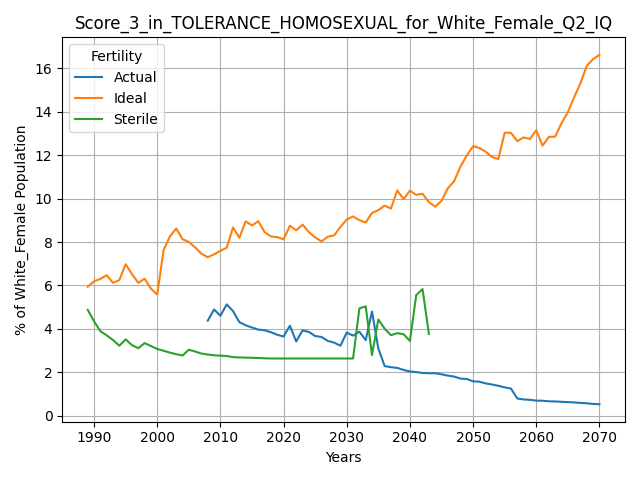 Score_3_in_TOLERANCE_HOMOSEXUAL_for_White_Female_Q2_IQ
Fertility
Actual
Ideal
Sterile
% of White_Female Population
16
14
12
10
8
6
4
2
0
1990 2000 2010 2020 2030 2040 2050 2060 2070
Years